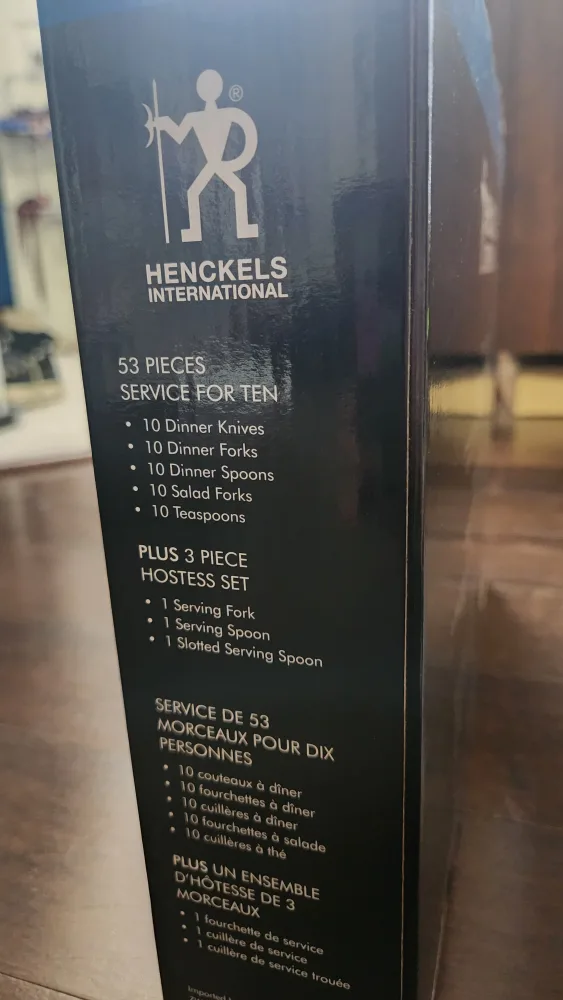 ®
HENCKELS
INTERNATIONAL
53 PIECES
SERVICE FOR TEN
• 10 Dinner Knives
• 10 Dinner Forks
• 10 Dinner Spoons
• 10 Salad Forks
• 10 Teaspoons
PLUS 3 PIECE
HOSTESS SET
• 1 Serving Fork
• 1 Serving Spoon
• 1 Slotted Serving Spoon
SERVICE DE 53
MORCEAUX POUR DIX
PERSONNES
• 10 couteaux à dîner
• 10 fourchettes à dîner
• 10 cuillères à dîner
• 10 fourchettes à salade
• 10 cuillères à thé
PLUS UN ENSEMBLE
D'HÔTESSE DE 3
MORCEAUX
• 1 fourchette de service
• 1 cuillère de service
• 1 cuillère de service trouée
Imported